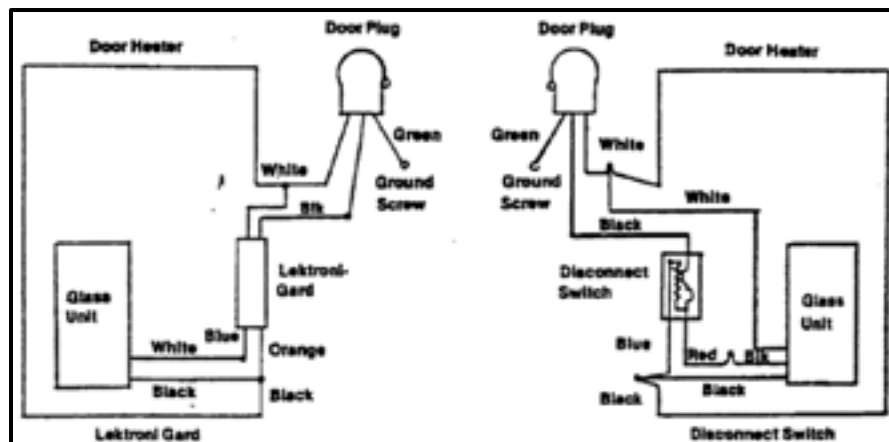 Door Plug
Door Heater
Green
White
Ground
Screw
Blk
Lektroni-
Gard
Glass
Unit
Blue
White
Orange
Black
Black
Lektroni Gard
Door Plug
Door Heater
Green
White
Ground
Screw
White
Black
Disconnect
Switch
Glass
Unit
Blue
Red
Blk
Black
Black
Disconnect Switch